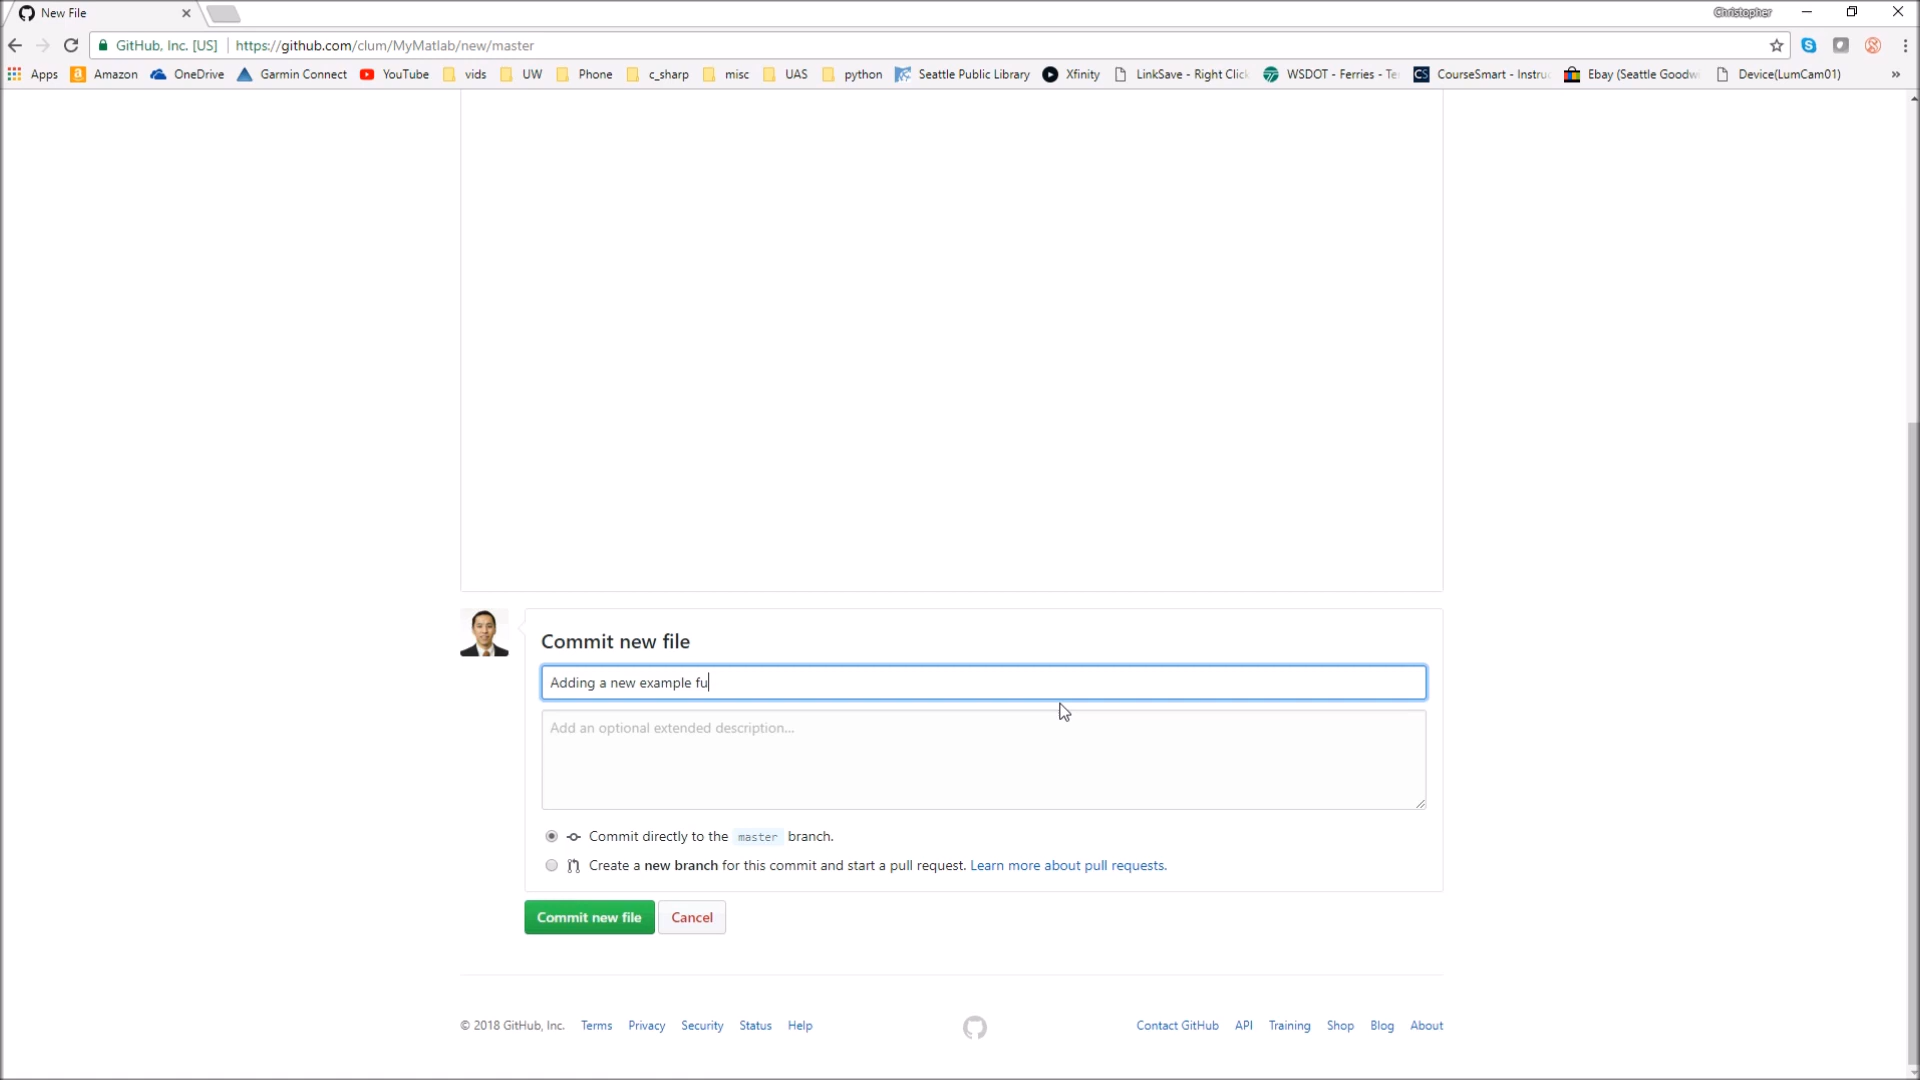 New File
Christopher
GitHub, Inc. [US] https://github.com/clum/MyMatlab/new/master
Apps Amazon OneDrive Garmin Connect YouTube vids UW Phone c_sharp misc UAS python Seattle Public Library Xfinity LinkSave - Right Click WSDOT - Ferries - Te CS CourseSmart - Instruc Ebay (Seattle Goodw Device(LumCam01) »
Commit new file
Adding a new example fu
Add an optional extended description...
Commit directly to the master branch.
Create a new branch for this commit and start a pull request. Learn more about pull requests.
Commit new file Cancel
© 2018 GitHub, Inc. Terms Privacy Security Status Help Contact GitHub API Training Shop Blog About